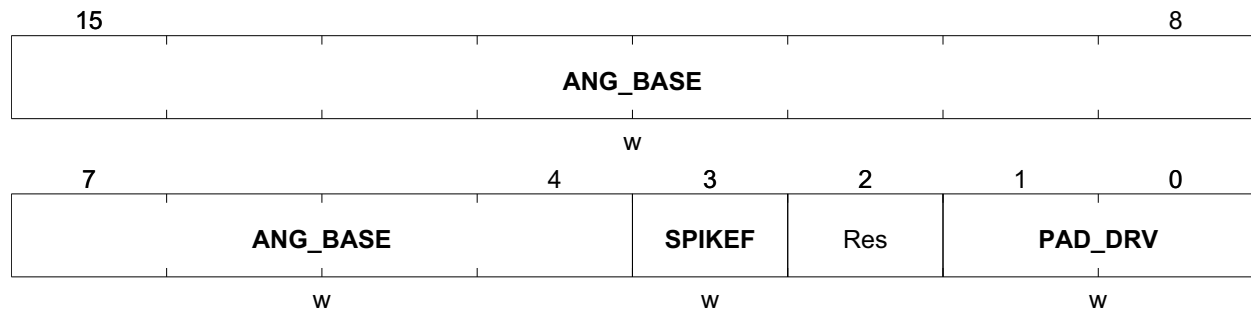 15 8
ANG_BASE
w
7 4 3 2 1 0
ANG_BASE SPIKEF Res PAD_DRV
w w w